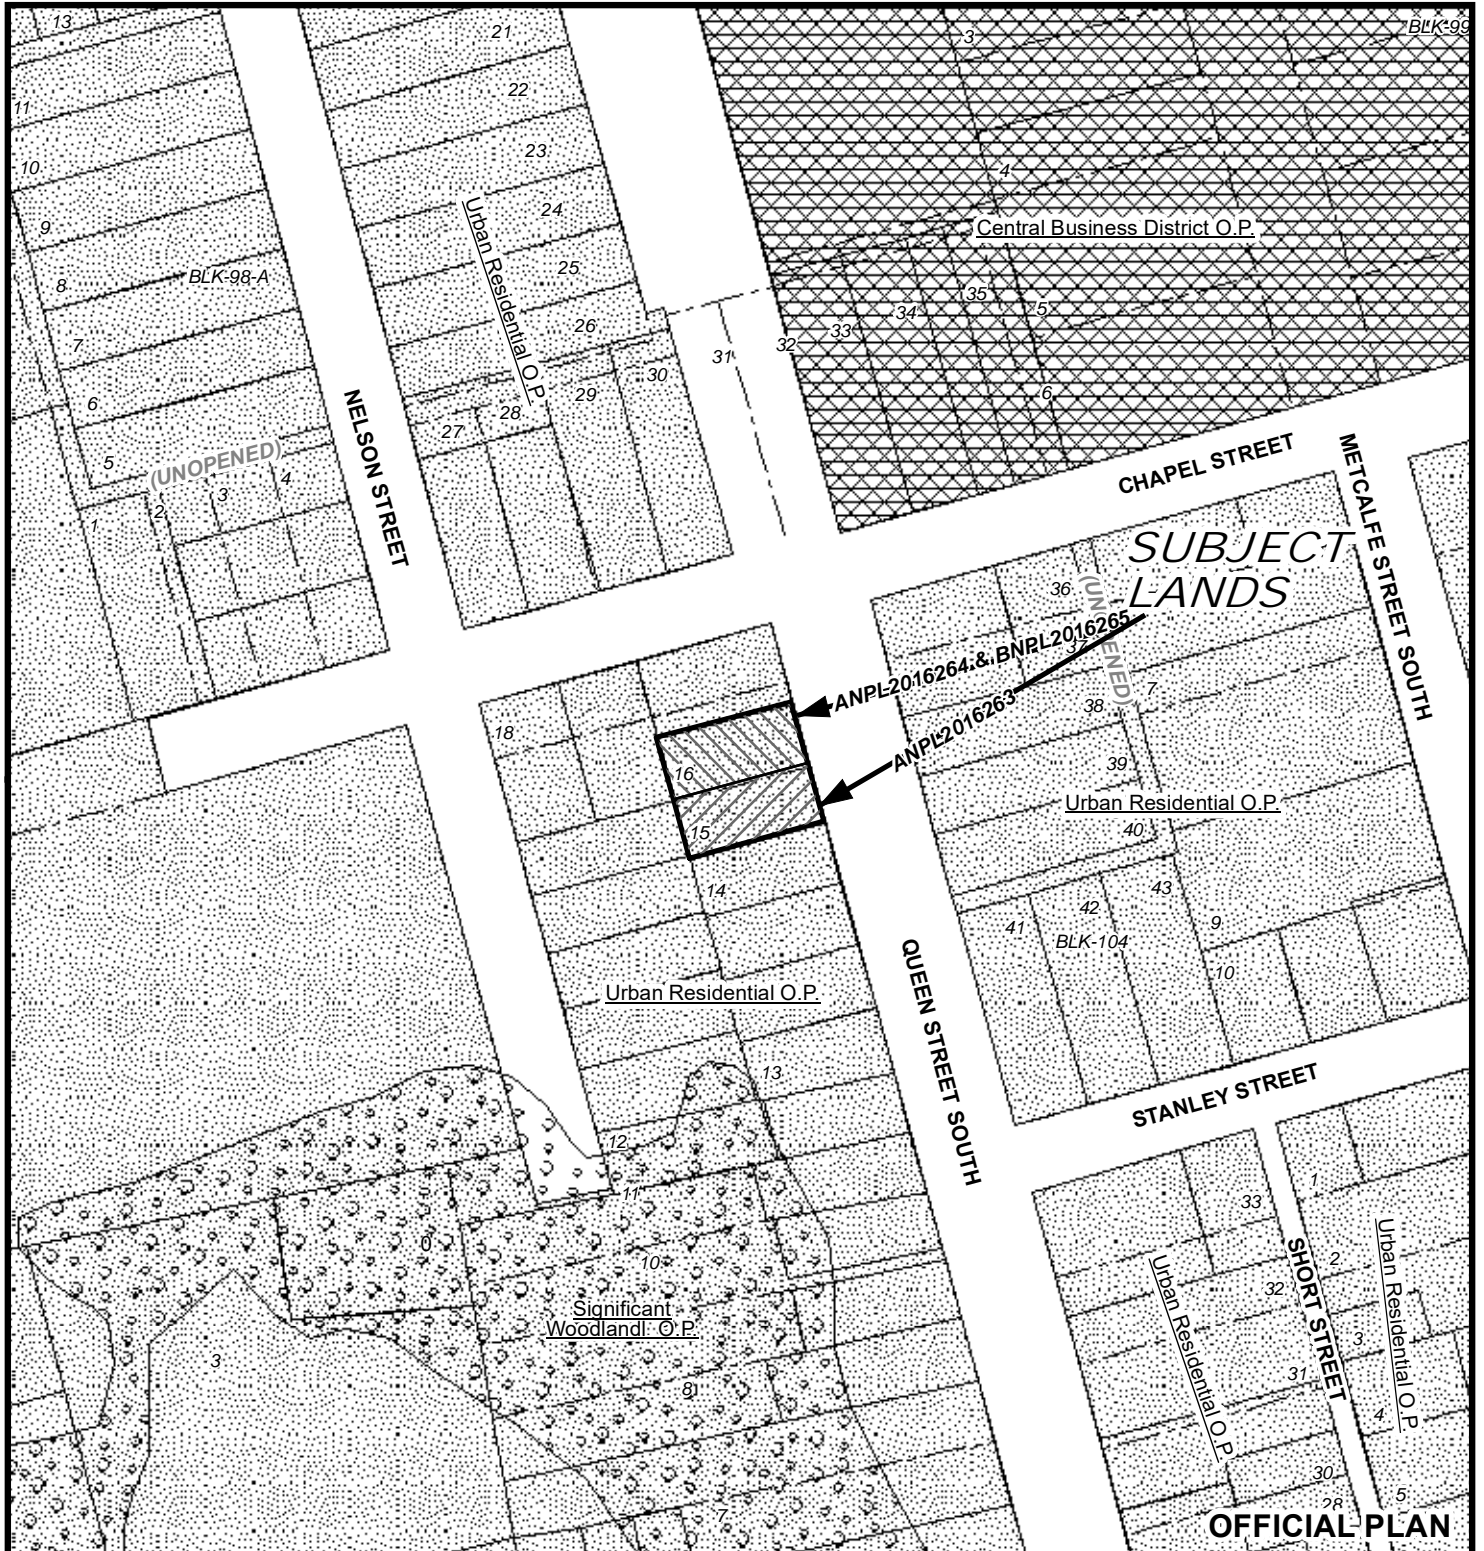 13
21
3
BLK-99
22
11
23
10
4
24
9
Central Business District O.P.
Urban Residential O.P
25
8
BLK-98-A
35
34
5
26
33
7
32
31
30
29
6
6
28
27
NELSON STREET
CHAPEL STREET
METCALFE STREET SOUTH
5
(UNOPENED)
4
3
2
1
SUBJECT
LANDS
36
(UNOPENED)
ANPL2016264 & BNPL2016265
37
7
ANPL2016263
38
18
39
16
Urban Residential O.P.
15
40
14
43
42
41
9
BLK-104
10
QUEEN STREET SOUTH
Urban Residential O.P.
13
STANLEY STREET
12
11
1
33
0
10
2
SHORT STREET
Urban Residential O.P
Urban Residential O.P
32
Significant
Woodlandl O.P.
3
3
31
8
4
30
5
28
7
OFFICIAL PLAN